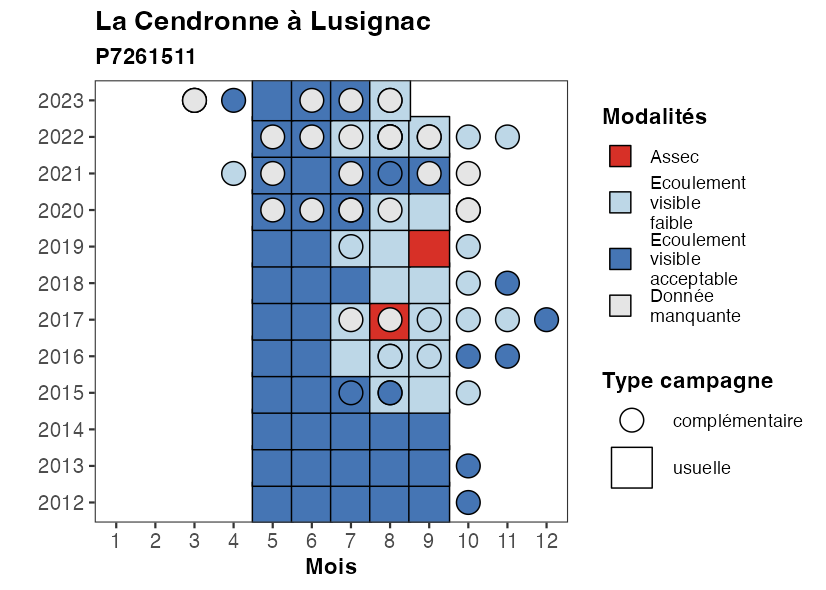 La Cendronne à Lusignac
P7261511
2023
2022
2021
2020
2019
2018
2017
2016
2015
2014
2013
2012
1 2 3 4 5 6 7 8 9 10 11 12
Mois
Modalités
Assec
Ecoulement
visible
faible
Ecoulement
visible
acceptable
Donnée
manquante
Type campagne
complémentaire
usuelle